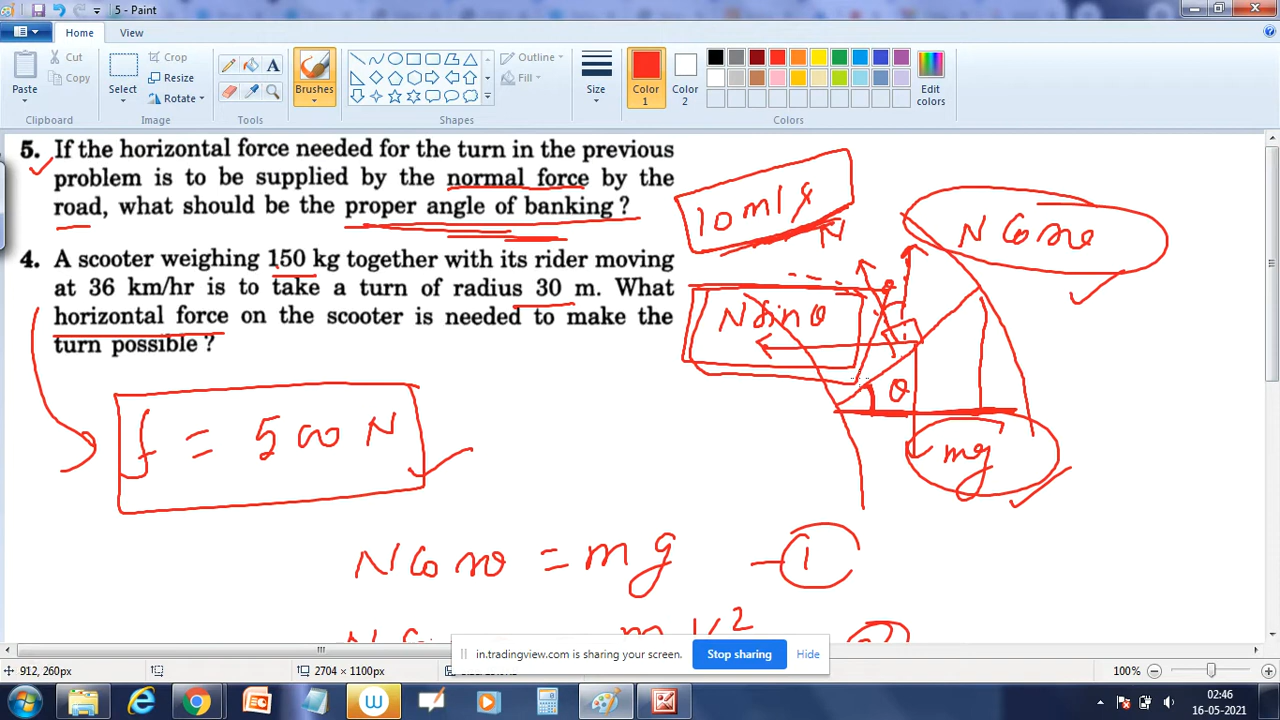 5 - Paint
Home
View
Paste
Clipboard
Select
Crop
Resize
Rotate
Image
Tools
Brushes
Outline
Fill
Shapes
Size
Color 1
Color 2
Edit colors
Colors
5. If the horizontal force needed for the turn in the previous
problem is to be supplied by the normal force by the
road, what should be the proper angle of banking ?
4. A scooter weighing 150 kg together with its rider moving
at 36 km/hr is to take a turn of radius 30 m. What
horizontal force on the scooter is needed to make the
turn possible ?
10 m/s
N
N Cosθ
N sinθ
θ
θ
mg
f = 500 N
N Cosθ = mg - 1
m v2
2
in.tradingview.com is sharing your screen.
Stop sharing
Hide
912, 260px
2704 × 1100px
100%
02:46
16-05-2021